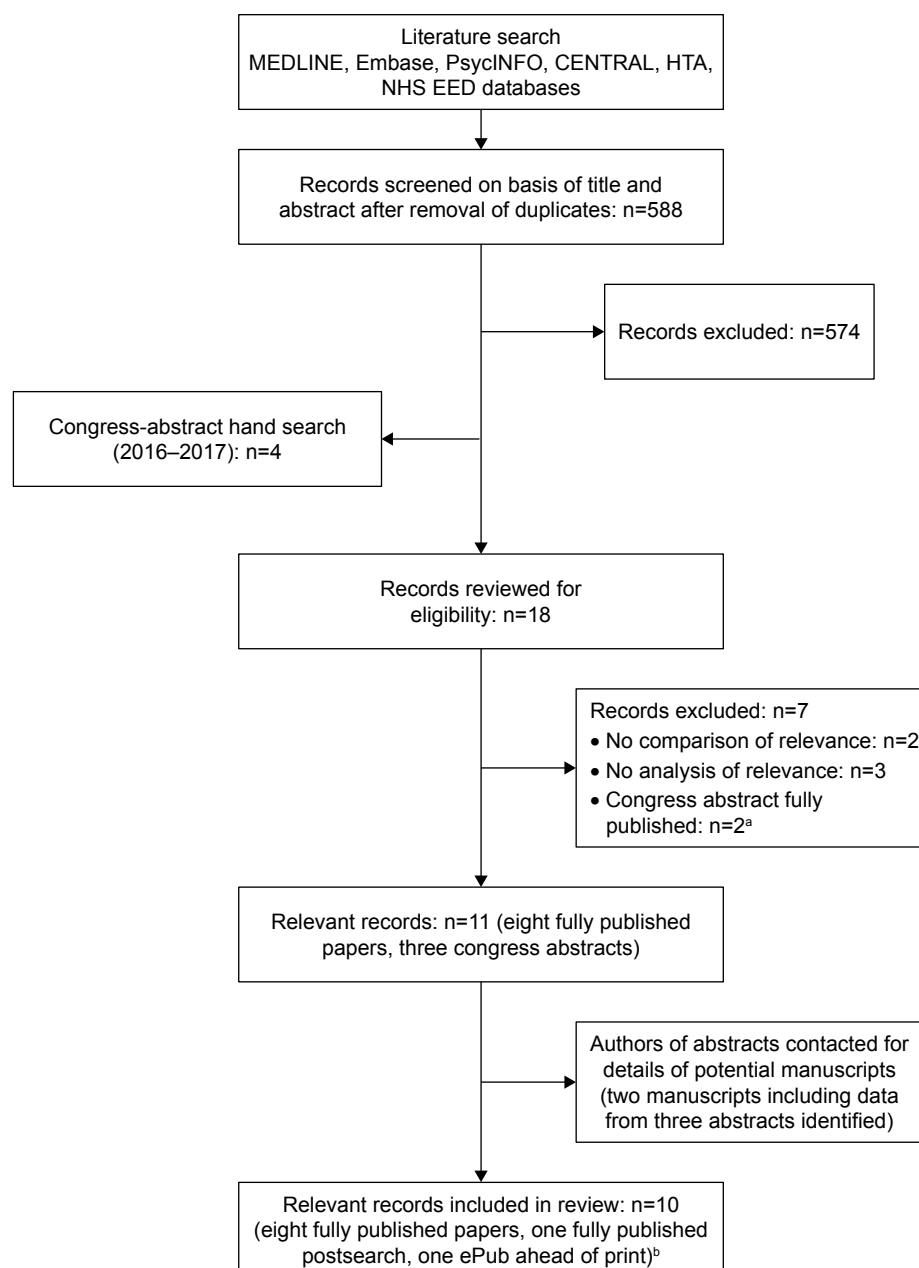 Literature search
MEDLINE, Embase, PsycINFO, CENTRAL, HTA,
NHS EED databases
Records screened on basis of title and
abstract after removal of duplicates: n=588
Records excluded: n=574
Congress-abstract hand search
(2016–2017): n=4
Records reviewed for
eligibility: n=18
Records excluded: n=7
• No comparison of relevance: n=2
• No analysis of relevance: n=3
• Congress abstract fully
published: n=2ᵃ
Relevant records: n=11 (eight fully published
papers, three congress abstracts)
Authors of abstracts contacted for
details of potential manuscripts
(two manuscripts including data
from three abstracts identified)
Relevant records included in review: n=10
(eight fully published papers, one fully published
postsearch, one ePub ahead of print)ᵇ